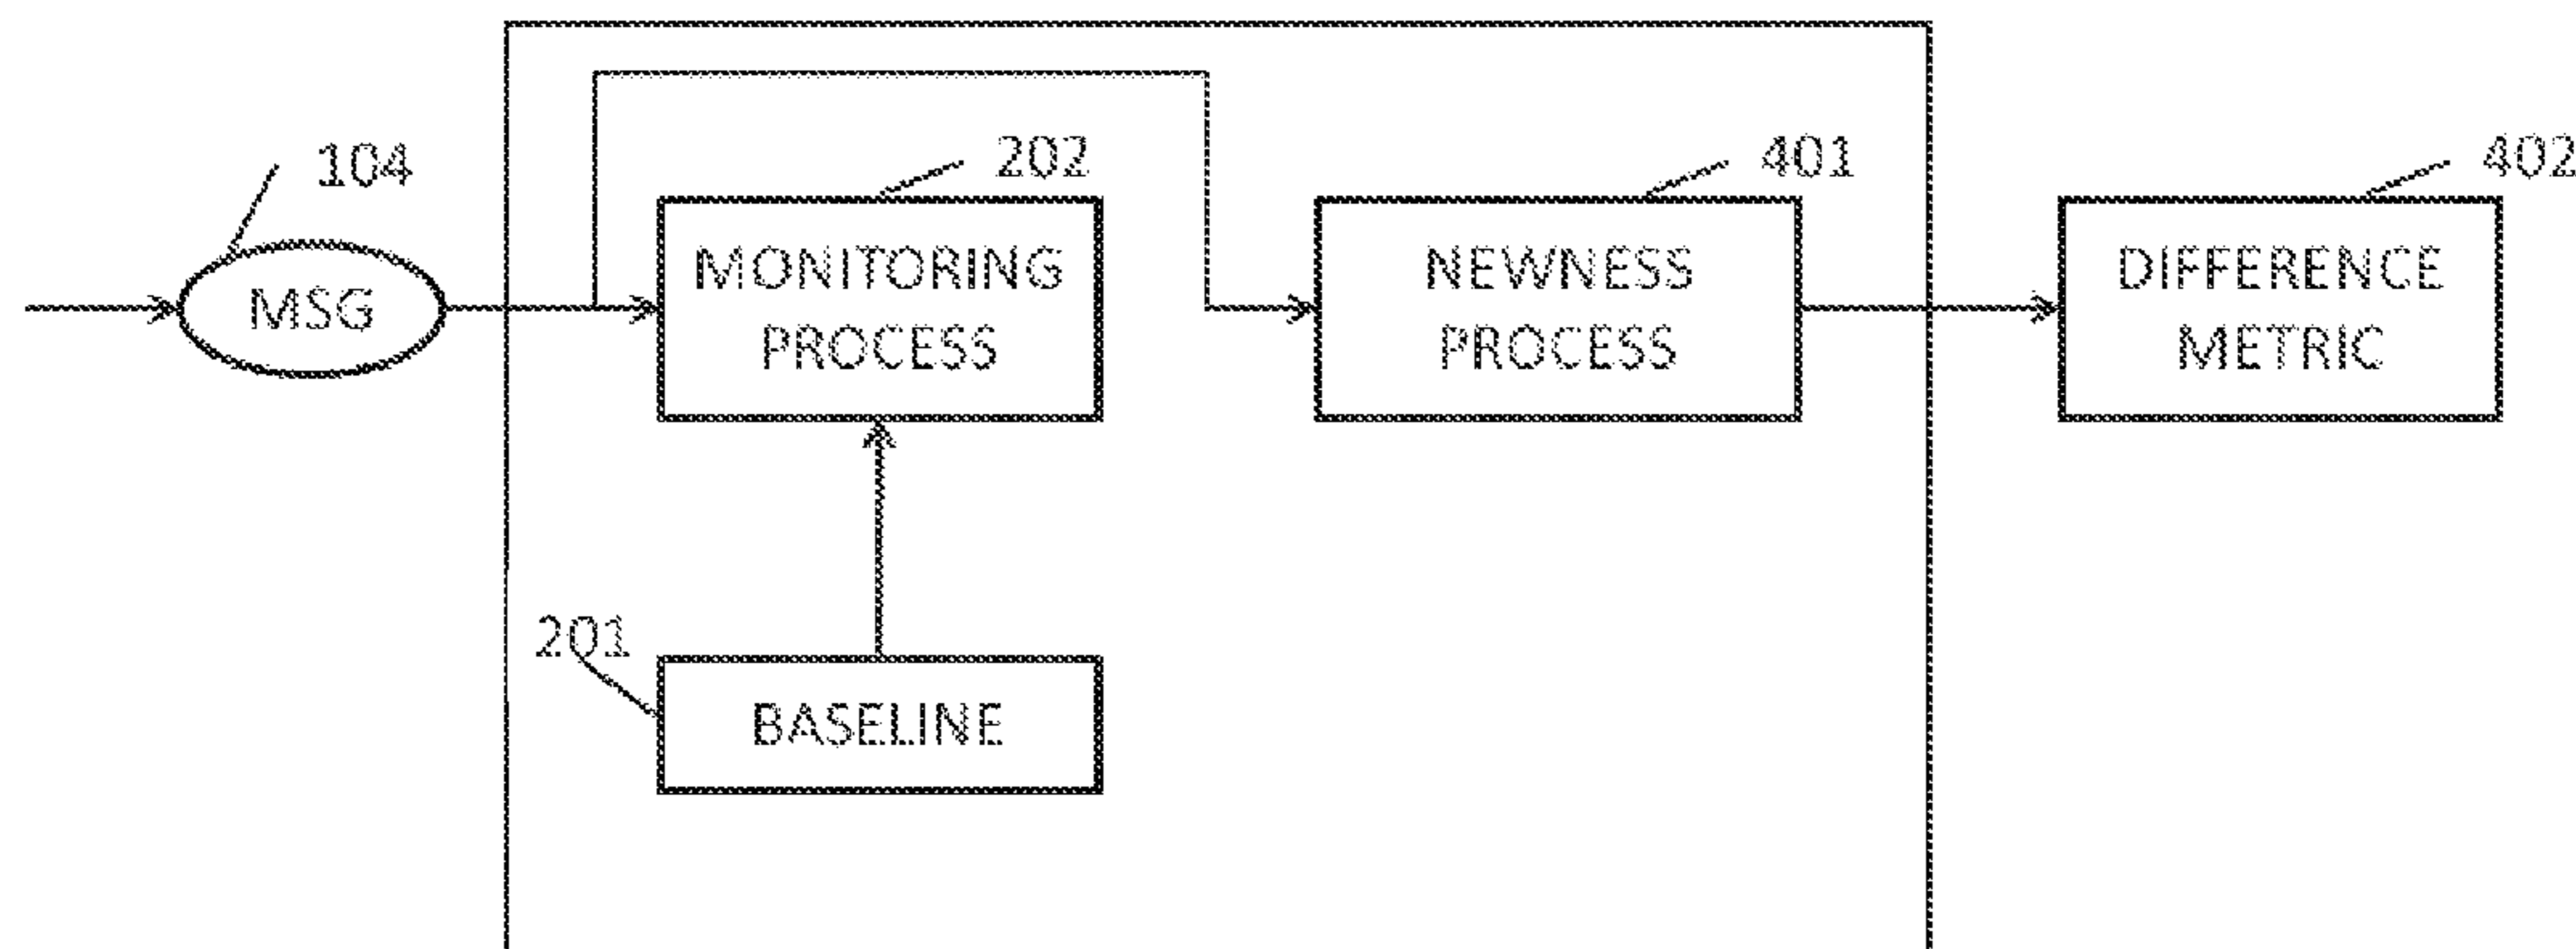 104
202
401
402
MSG
MONITORING
PROCESS
NEWNESS
PROCESS
DIFFERENCE
METRIC
201
BASELINE